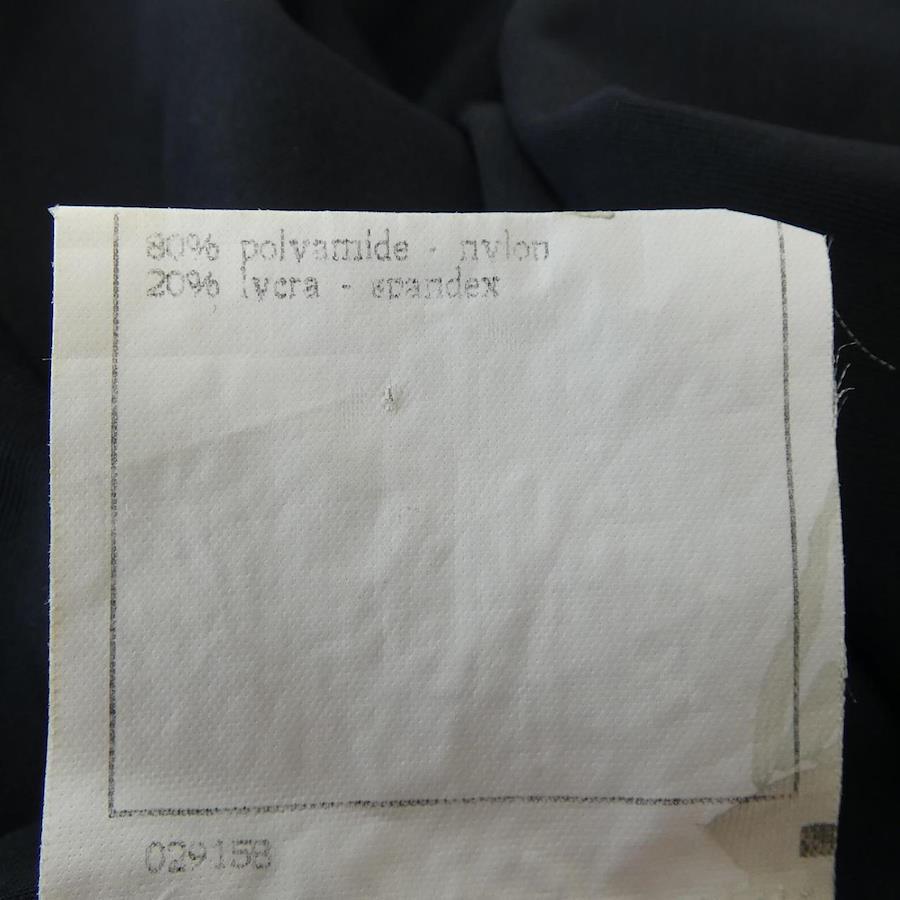 80% polyamide - nylon
20% lycra - spandex
029158